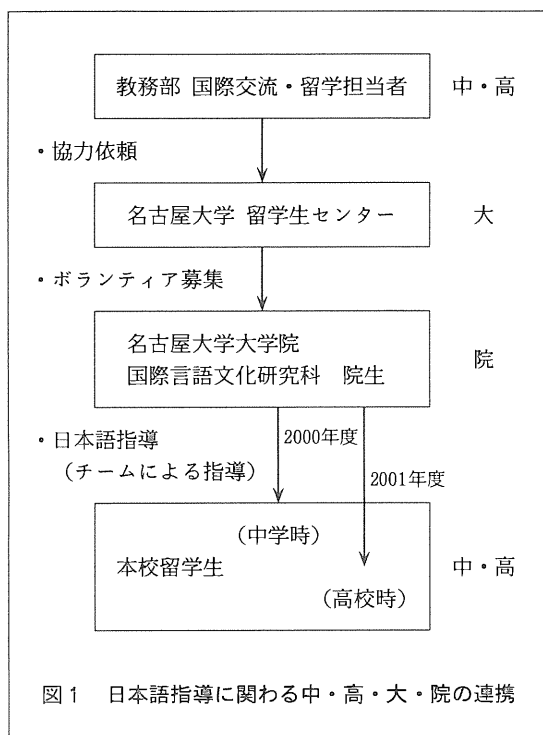 教務部 国際交流・留学担当者 中・高
・協力依頼
名古屋大学 留学生センター 大
・ボランティア募集
名古屋大学大学院
国際言語文化研究科 院生
院
・日本語指導
(チームによる指導)
2000年度
2001年度
(中学時)
本校留学生 中・高
(高校時)
図1 日本語指導に関わる中・高・大・院の連携